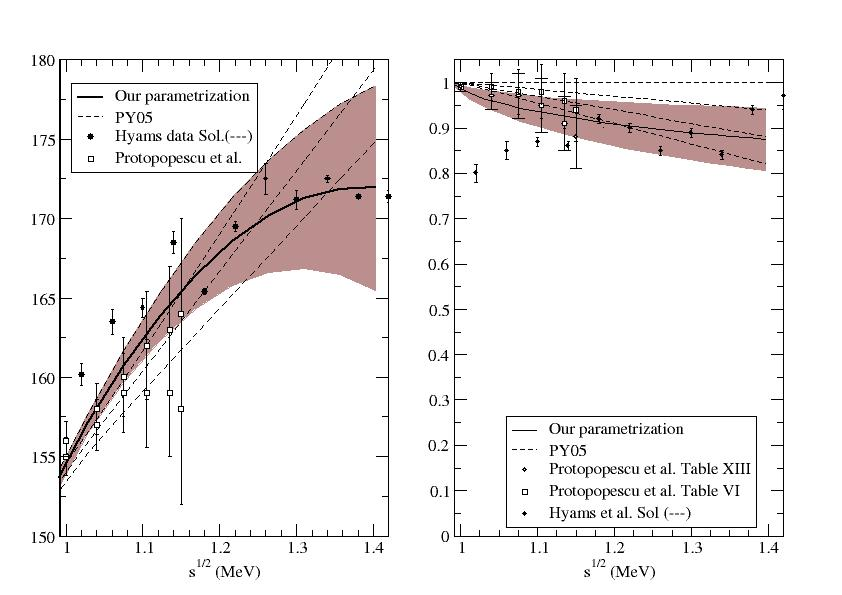 180
175
170
165
160
155
150
Our parametrization
PY05
Hyams data Sol.(---)
Protopopescu et al.
1
1.1
1.2
1.3
1.4
s^1/2 (MeV)
1
0.9
0.8
0.7
0.6
0.5
0.4
0.3
0.2
0.1
0
Our parametrization
PY05
Protopopescu et al. Table XIII
Protopopescu et al. Table VI
Hyams et al. Sol (---)
1
1.1
1.2
1.3
1.4
s^1/2 (MeV)